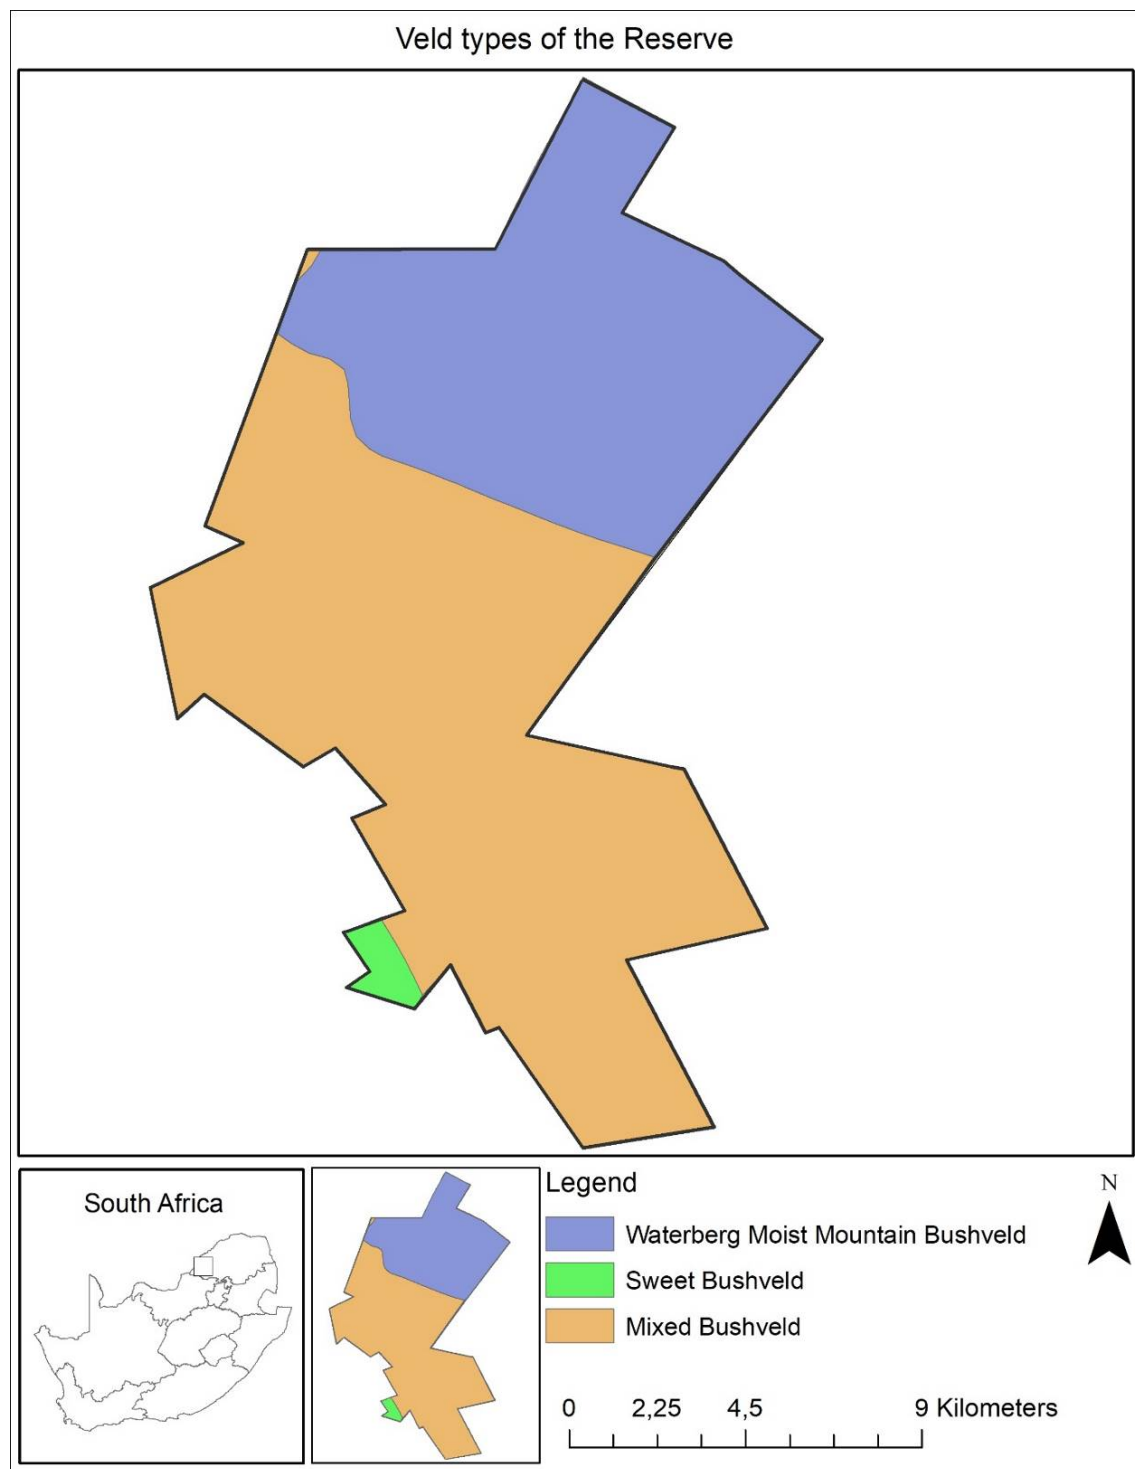 Veld types of the Reserve
South Africa
Legend
Waterberg Moist Mountain Bushveld
Sweet Bushveld
Mixed Bushveld
N
0 2,25 4,5 9 Kilometers